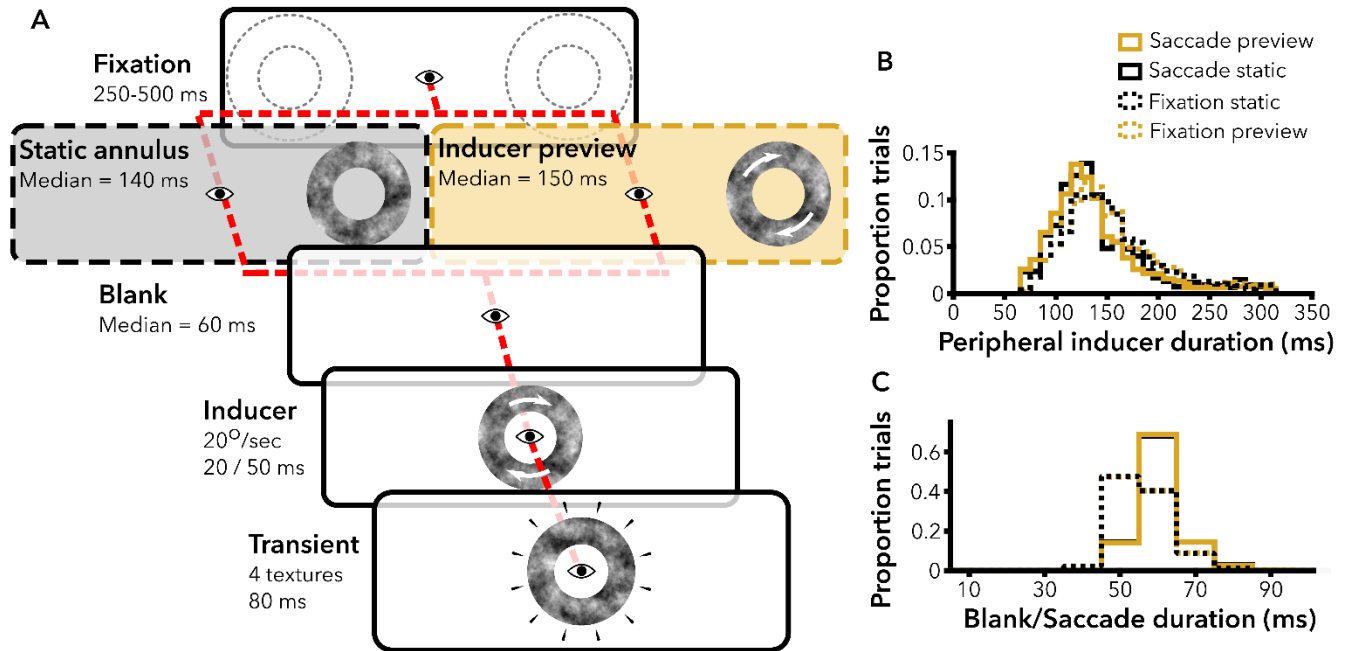 A
Fixation
250-500 ms
Static annulus
Median = 140 ms
Inducer preview
Median = 150 ms
Blank
Median = 60 ms
Inducer
20º/sec
20 / 50 ms
Transient
4 textures
80 ms
B
Saccade preview
Saccade static
Fixation static
Fixation preview
Proportion trials
0.15
0.1
0.05
0
0 50 100 150 200 250 300 350
Peripheral inducer duration (ms)
C
Proportion trials
0.6
0.4
0.2
0
10 30 50 70 90
Blank/Saccade duration (ms)